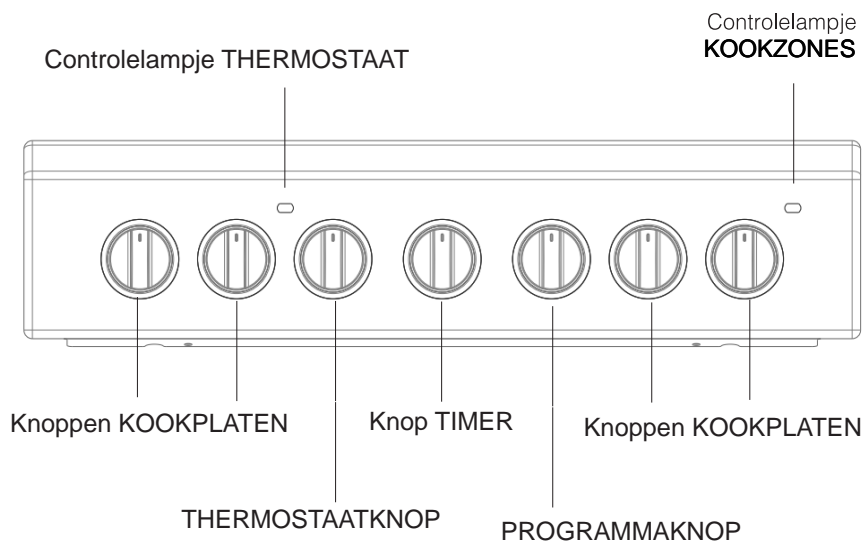 Controlelampje
KOOKZONES
Controlelampje THERMOSTAAT
Knoppen KOOKPLATEN
Knop TIMER
Knoppen KOOKPLATEN
THERMOSTAATKNOP
PROGRAMMAKNOP